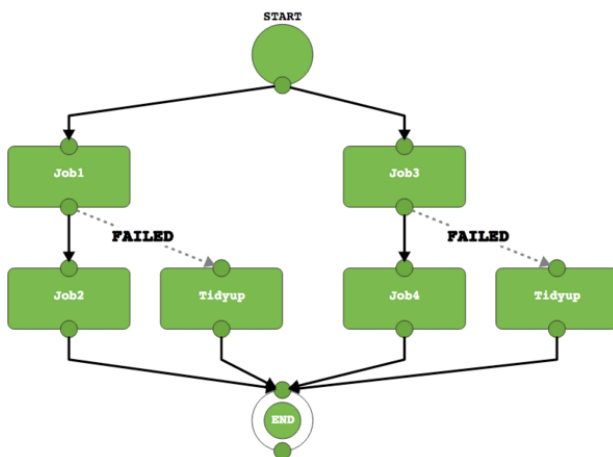 START
Job1
Job3
FAILED
FAILED
Job2
Tidyup
Job4
Tidyup
END